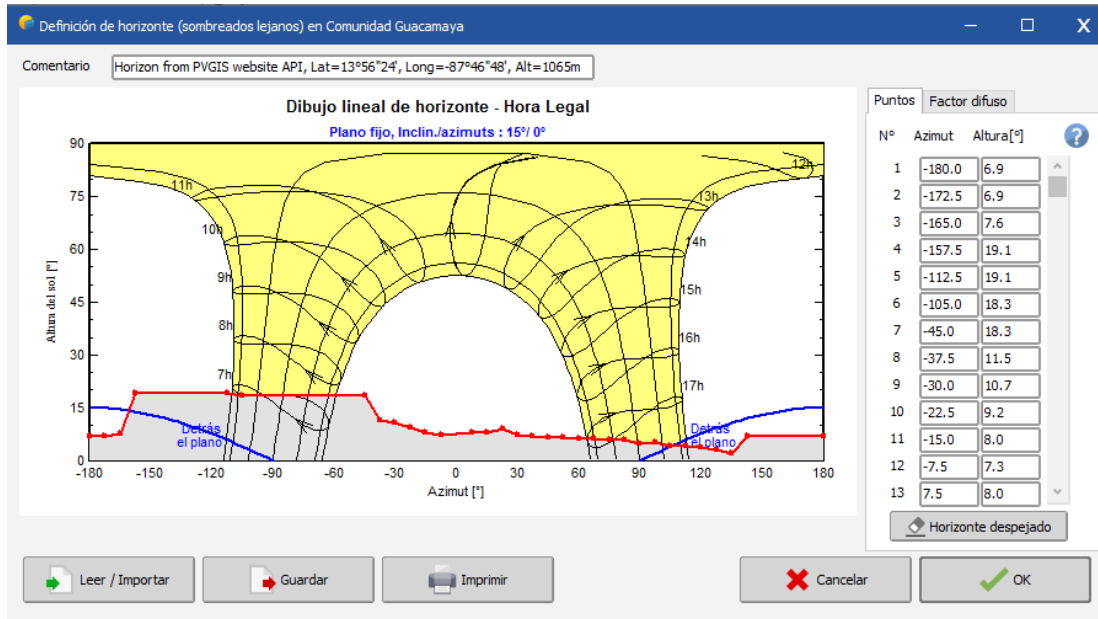 Definición de horizonte (sombreados lejanos) en Comunidad Guacamaya
Comentario Horizon from PVGIS website API, Lat=13°56"24', Long=-87°46"48', Alt=1065m
Dibujo lineal de horizonte - Hora Legal
Plano fijo, Inclin./azimuts : 15°/ 0°
Altura del sol [°]
90
75
60
45
30
15
0
11h
10h
9h
8h
7h
12h
13h
14h
15h
16h
17h
Detrás
el plano
Detrás
el plano
-180 -150 -120 -90 -60 -30 0 30 60 90 120 150 180
Azimut [°]
Puntos Factor difuso
Nº Azimut Altura[°] ?
1 -180.0 6.9
2 -172.5 6.9
3 -165.0 7.6
4 -157.5 19.1
5 -112.5 19.1
6 -105.0 18.3
7 -45.0 18.3
8 -37.5 11.5
9 -30.0 10.7
10 -22.5 9.2
11 -15.0 8.0
12 -7.5 7.3
13 7.5 8.0
Horizonte despejado
Leer / Importar Guardar Imprimir Cancelar OK